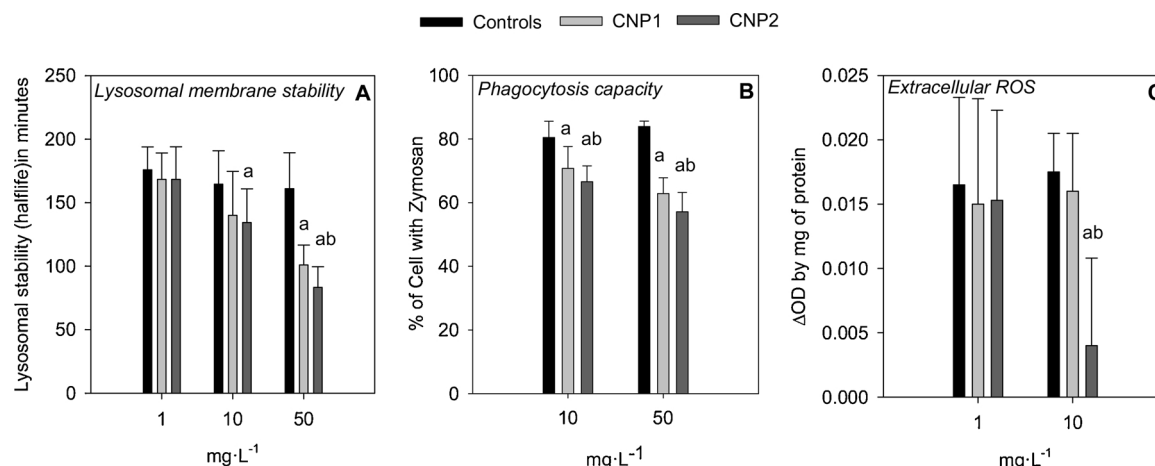 Controls CNP1 CNP2
Lysosomal stability (halflife)in minutes
250
200
150
100
50
0
Lysosomal membrane stability A
a
a
ab
1 10 50
mg·L-1
% of Cell with Zymosan
100
80
60
40
20
0
Phagocytosis capacity B
a
ab
a
ab
10 50
mg·L-1
ΔOD by mg of protein
0.025
0.020
0.015
0.010
0.005
0.000
Extracellular ROS C
ab
1 10
mg·L-1